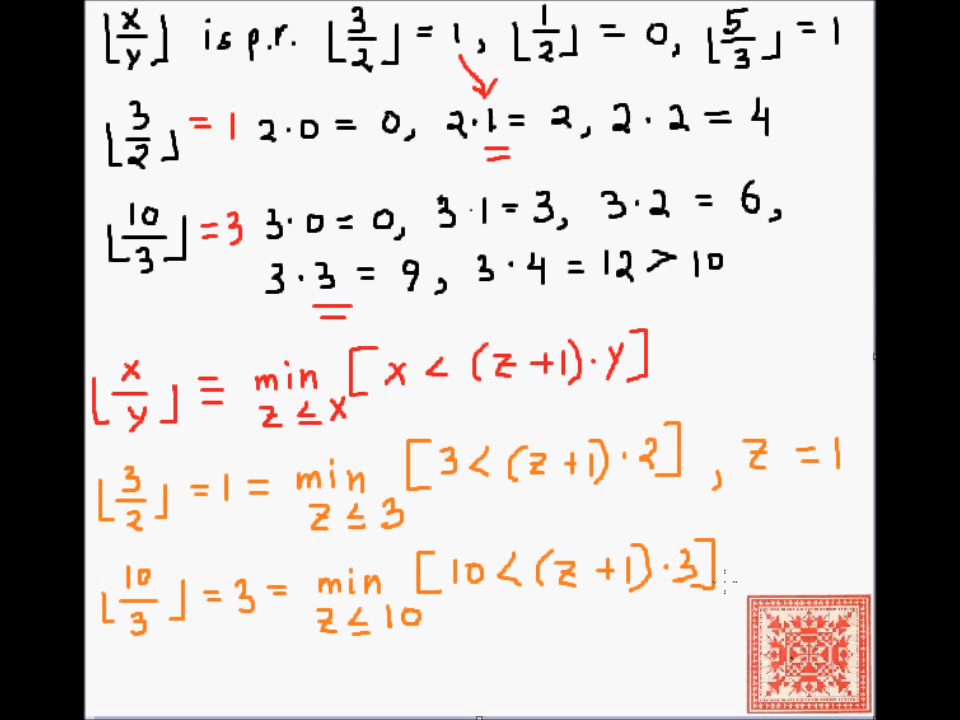 ⌊x/y⌋ is p.r. ⌊3/2⌋ = 1, ⌊1/2⌋ = 0, ⌊5/3⌋ = 1
⌊3/2⌋ = 1 2·0 = 0, 2·1 = 2, 2·2 = 4
⌊10/3⌋ = 3 3·0 = 0, 3·1 = 3, 3·2 = 6,
3·3 = 9, 3·4 = 12 > 10
⌊x/y⌋ ≡ min z≤x [x < (z+1)·y]
⌊3/2⌋ = 1 = min z≤3 [3 < (z+1)·2], z = 1
⌊10/3⌋ = 3 = min z≤10 [10 < (z+1)·3]